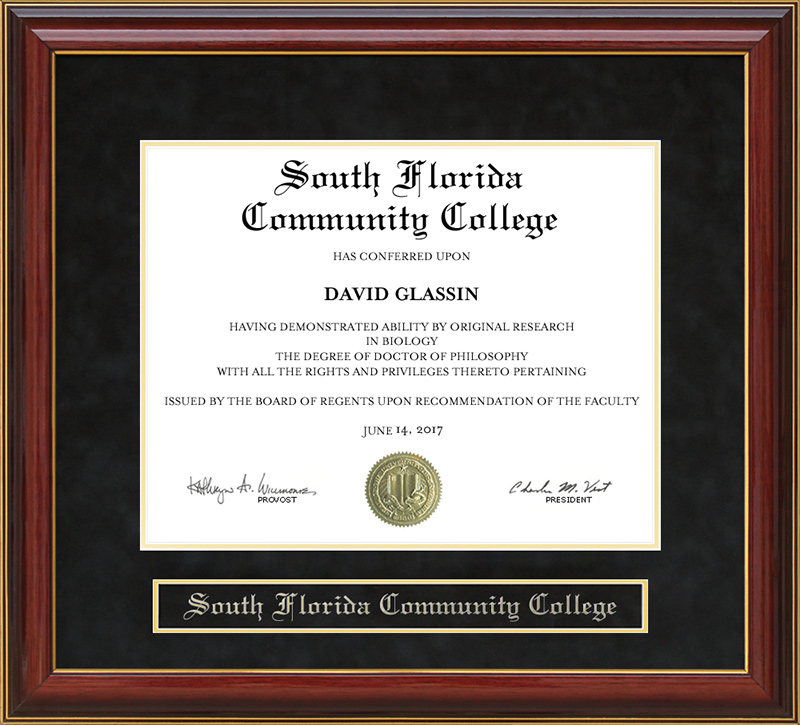 South Florida
Community College
HAS CONFERRED UPON
DAVID GLASSIN
HAVING DEMONSTRATED ABILITY BY ORIGINAL RESEARCH
IN BIOLOGY
THE DEGREE OF DOCTOR OF PHILOSOPHY
WITH ALL THE RIGHTS AND PRIVILEGES THERETO PERTAINING
ISSUED BY THE BOARD OF REGENTS UPON RECOMMENDATION OF THE FACULTY
JUNE 14, 2017
Charles M. Vest
PROVOST
PRESIDENT
South Florida Community College